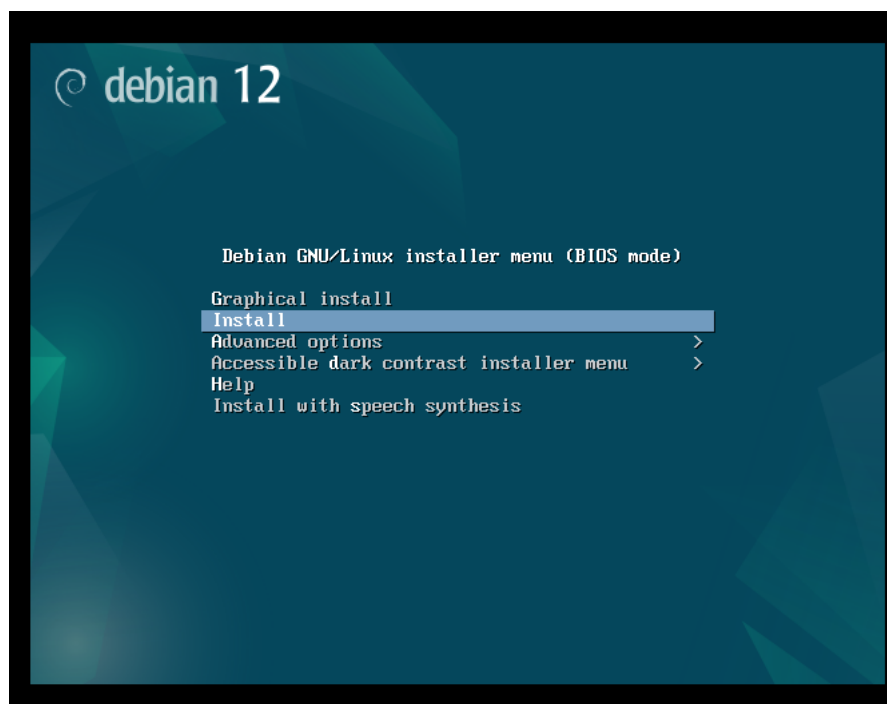 debian 12
Debian GNU/Linux installer menu (BIOS mode)
Graphical install
Install
Advanced options >
Accessible dark contrast installer menu >
Help
Install with speech synthesis